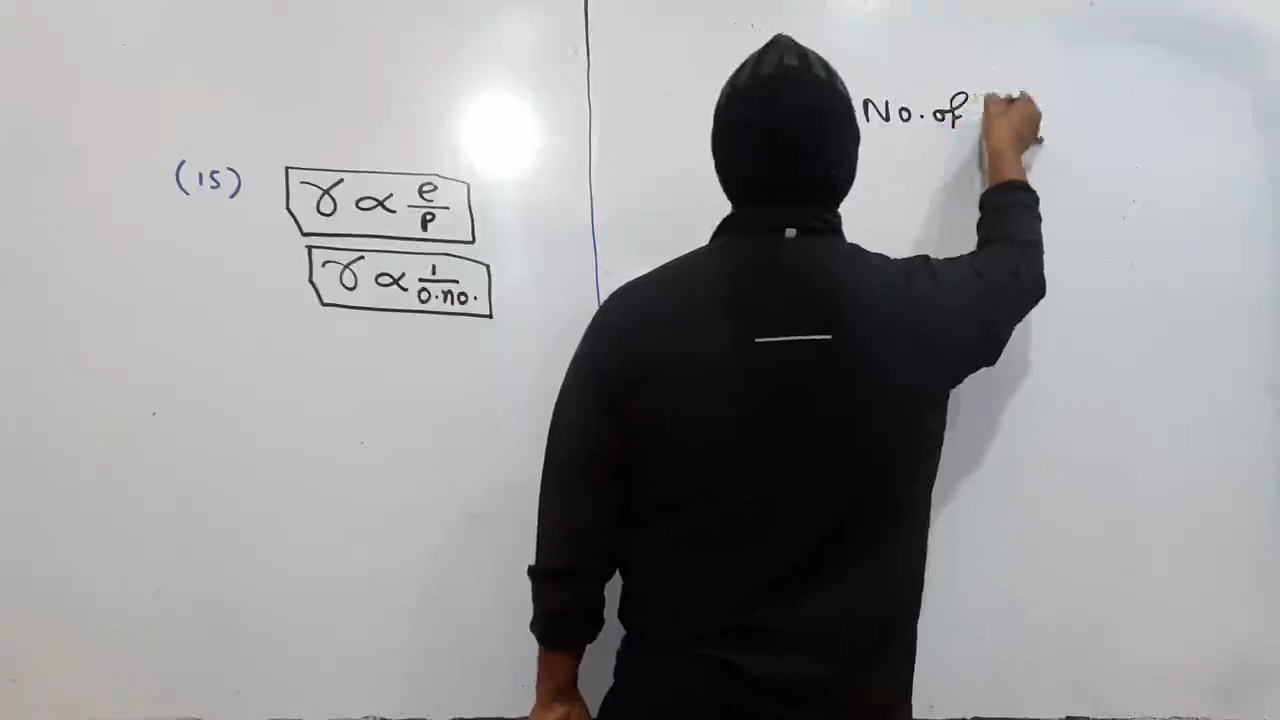 (15) γ ∝ e/p
γ ∝ 1/o.no.
No. of